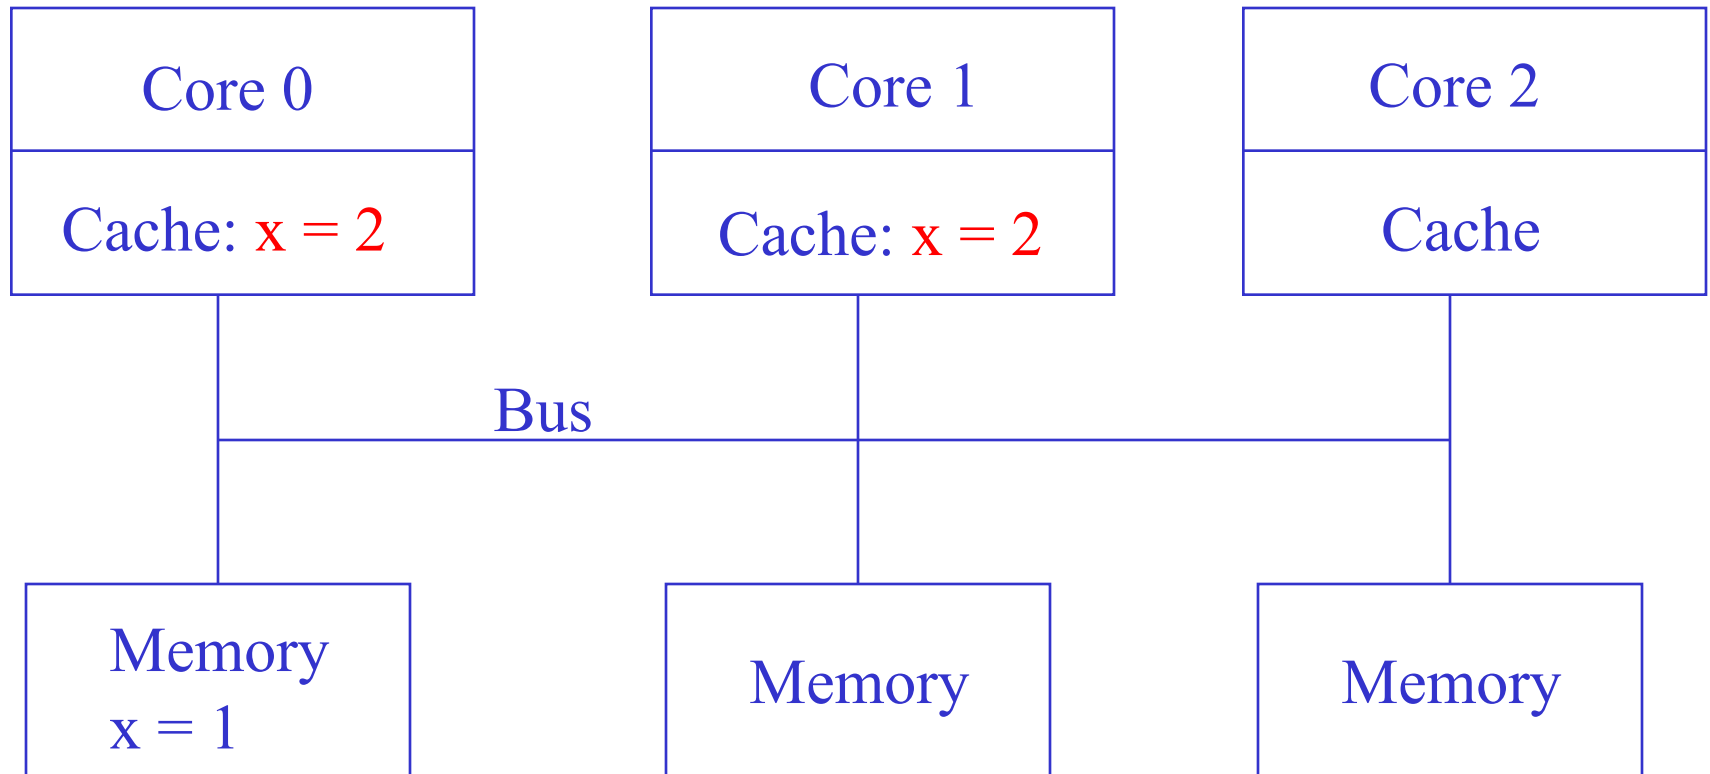 Core 0
Core 1
Core 2
Cache: x = 2
Cache: x = 2
Cache
Bus
Memory
x = 1
Memory
Memory